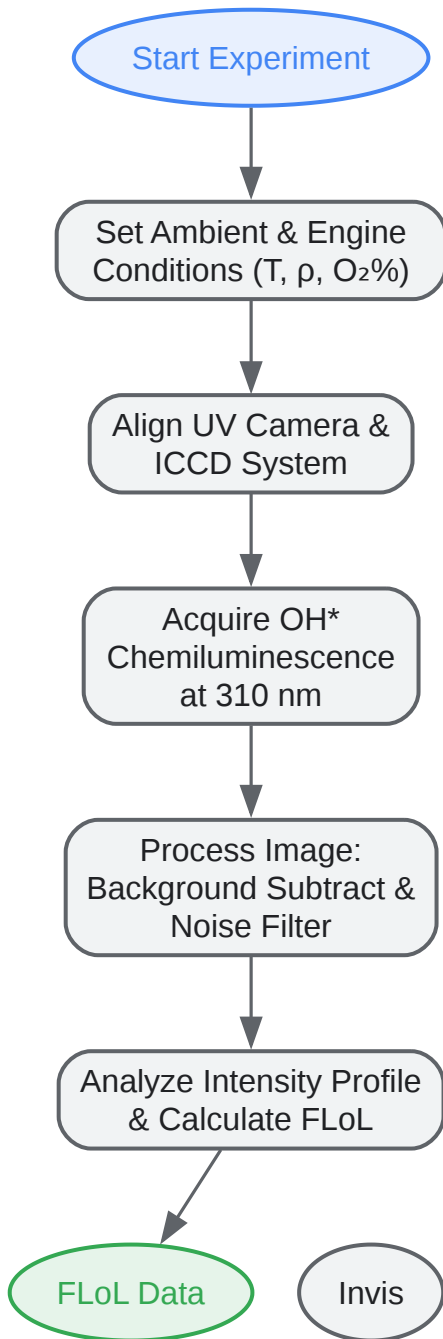 Start Experiment
Set Ambient & Engine
Conditions (T, ρ, O₂%)
Align UV Camera &
ICCD System
Acquire OH*
Chemiluminescence
at 310 nm
Process Image:
Background Subtract &
Noise Filter
Analyze Intensity Profile
& Calculate FLoL
FLoL Data
Invis